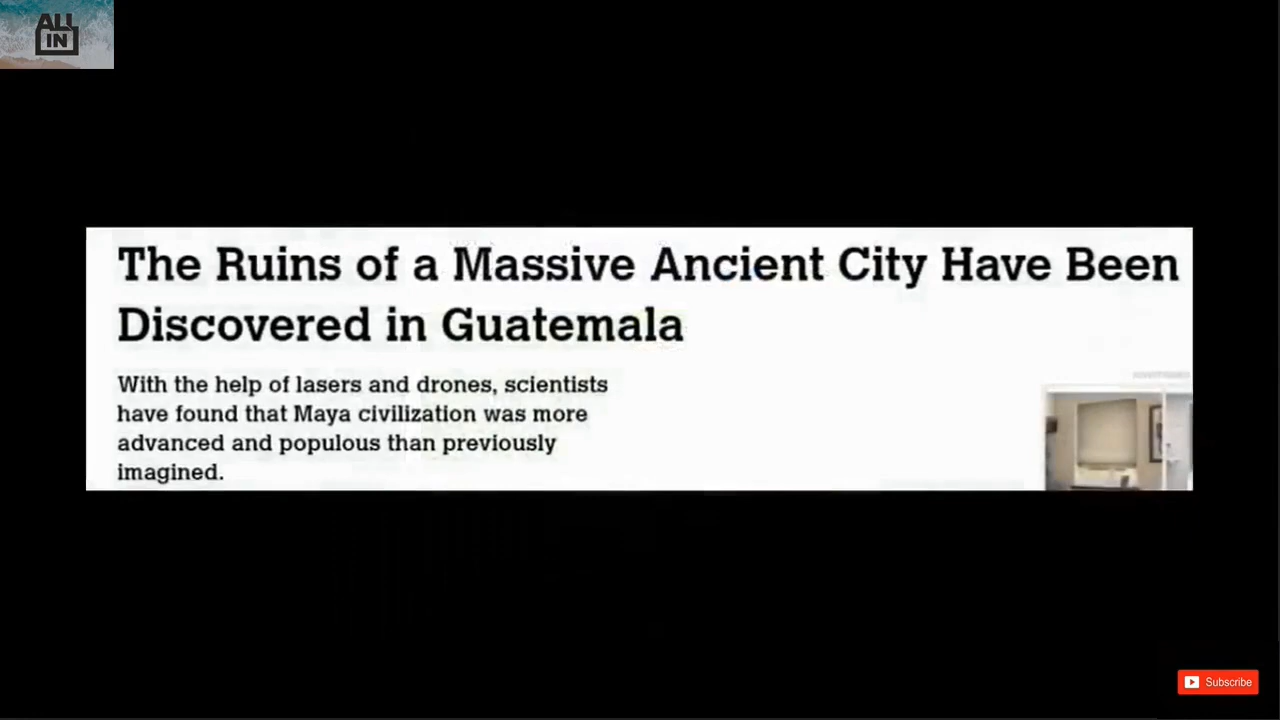 ALL
IN
The Ruins of a Massive Ancient City Have Been
Discovered in Guatemala
With the help of lasers and drones, scientists
have found that Maya civilization was more
advanced and populous than previously
imagined.
Subscribe